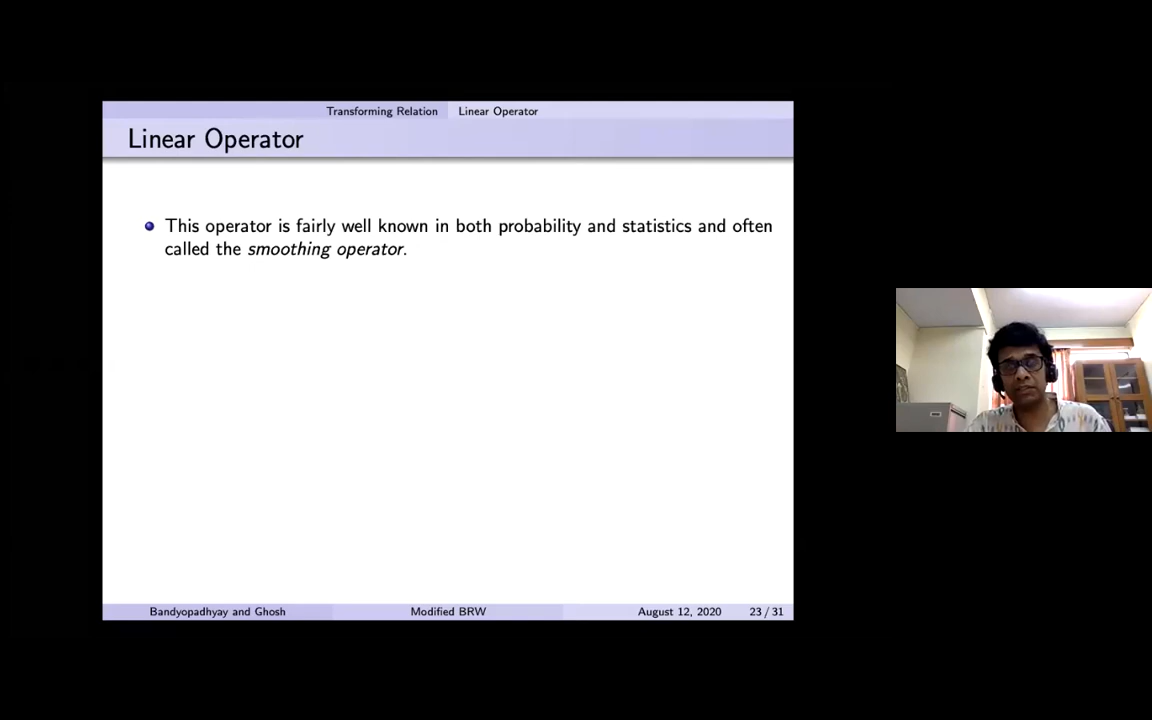 Transforming Relation Linear Operator
Linear Operator
This operator is fairly well known in both probability and statistics and often
called the smoothing operator.
Bandyopadhyay and Ghosh Modified BRW August 12, 2020 23 / 31